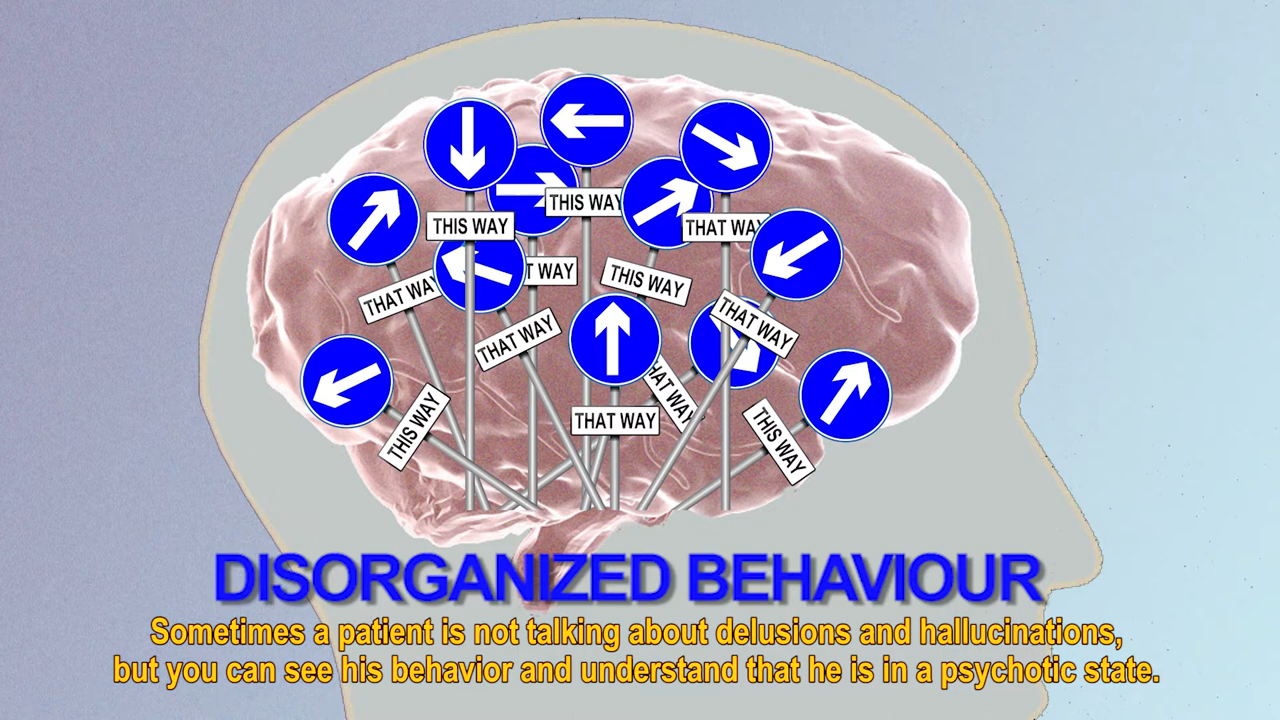 THIS WAY
THAT WAY
THIS WAY
THAT WAY
WAY
THIS WAY
THAT WAY
THAT WAY
WAY
THAT WAY
THIS WAY
THIS WAY
DISORGANIZED BEHAVIOUR
Sometimes a patient is not talking about delusions and hallucinations,
but you can see his behavior and understand that he is in a psychotic state.